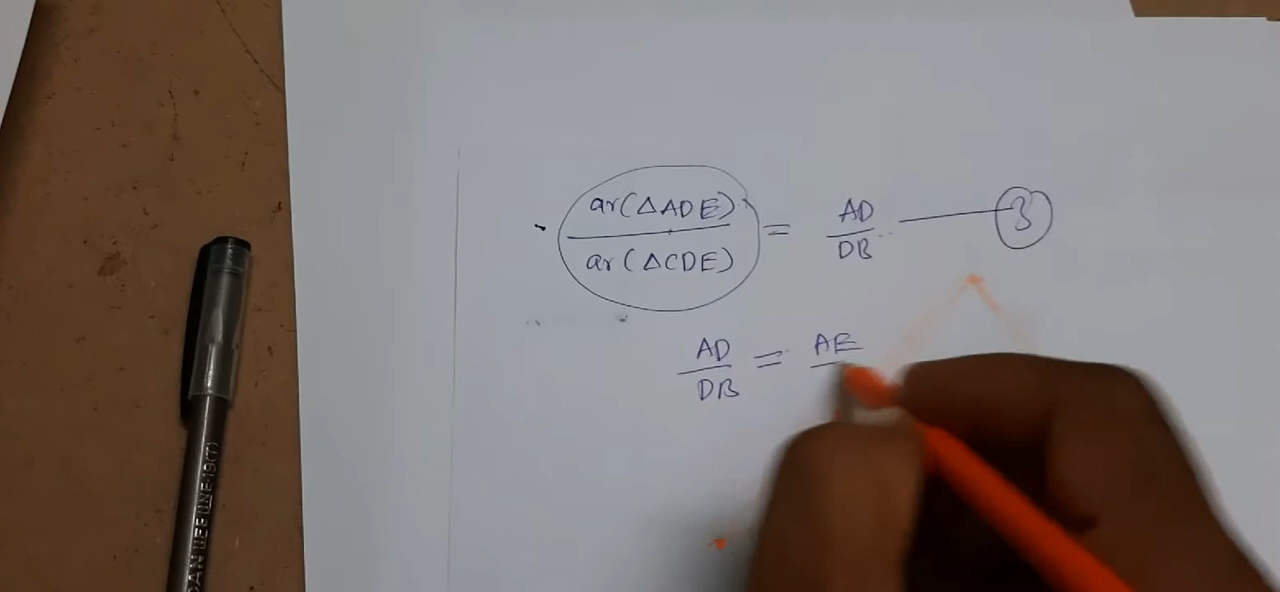 ar(ΔADE) / ar(ΔCDE) = AD / DB — 3
AD / DB = AE